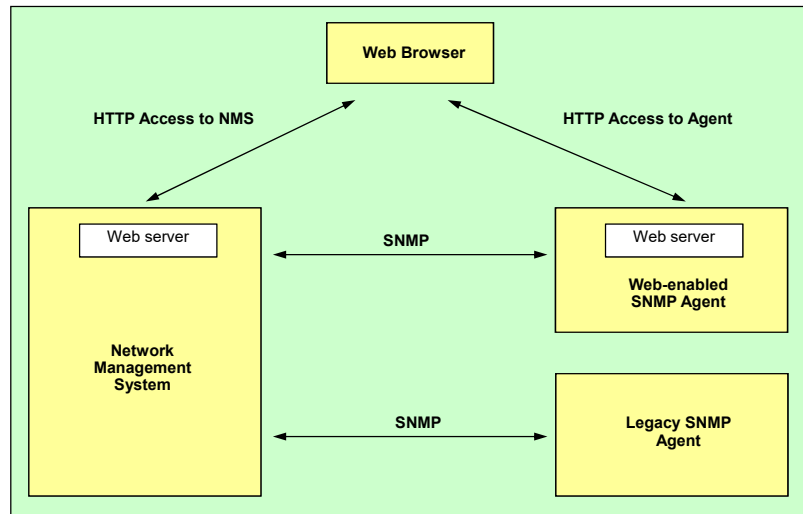 Web Browser
HTTP Access to NMS
HTTP Access to Agent
Web server
SNMP
Web server
Web-enabled
SNMP Agent
Network
Management
System
SNMP
Legacy SNMP
Agent